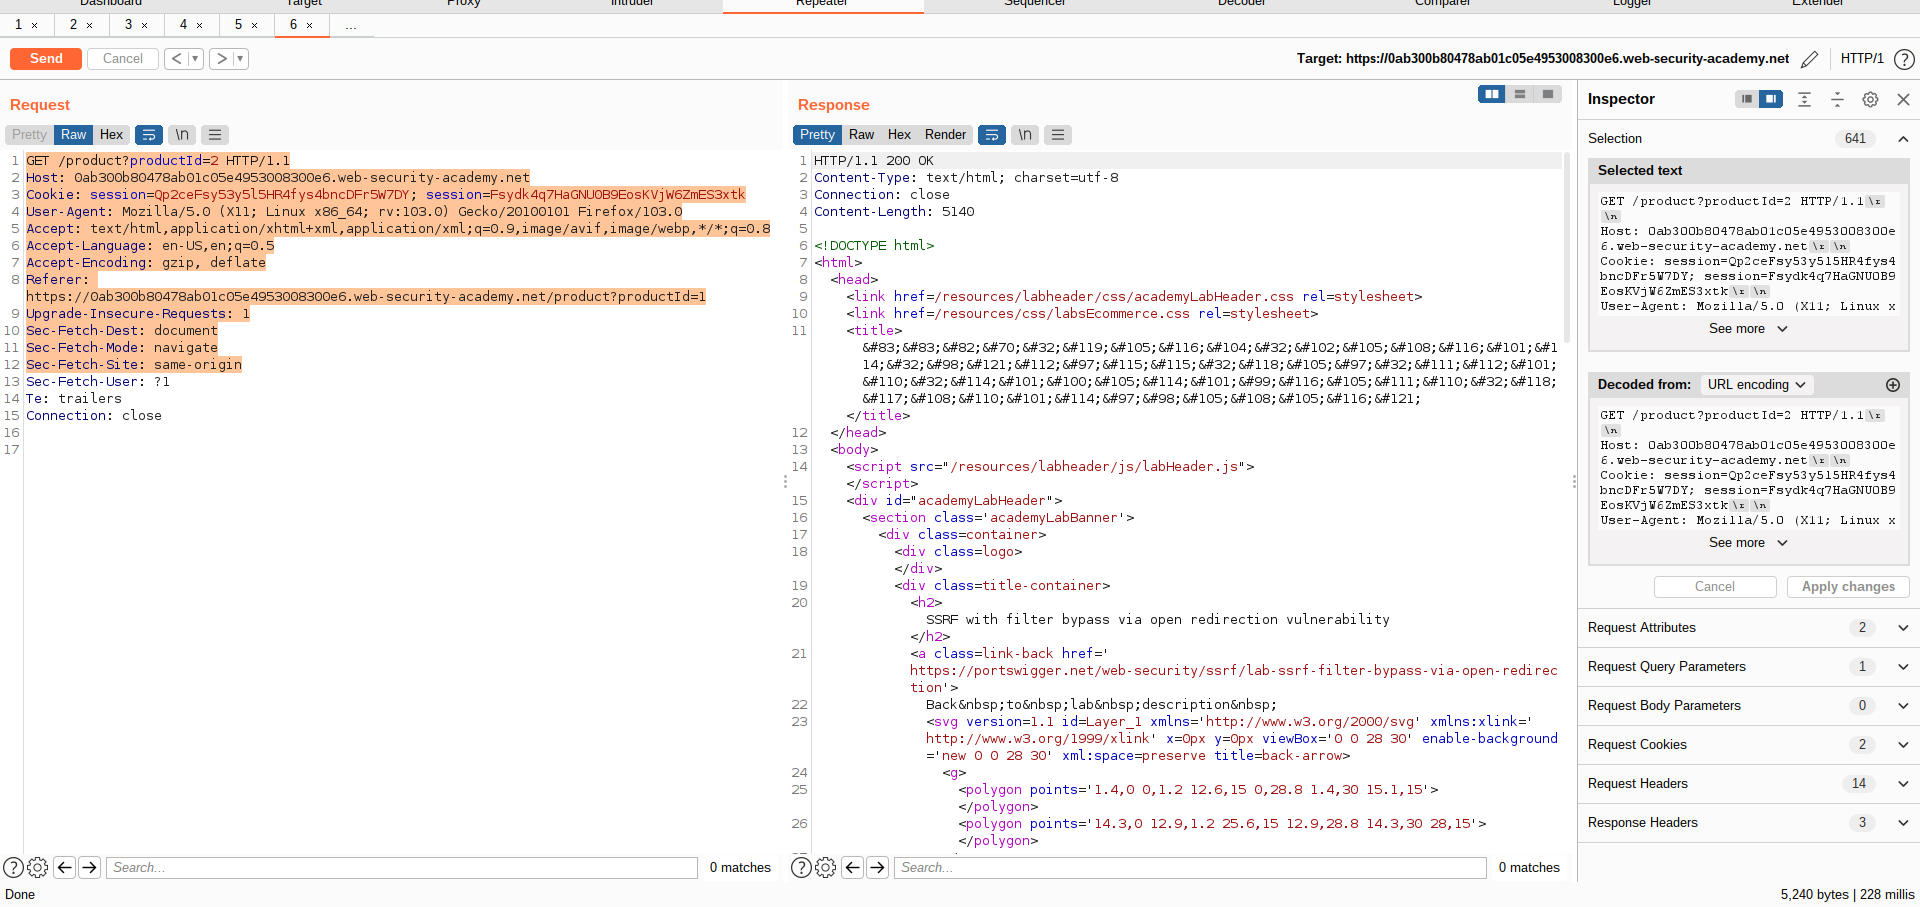 Dashboard Target Proxy Intruder Repeater Sequencer Decoder Comparer Logger Extender
1 × 2 × 3 × 4 × 5 × 6 × ...
Send Cancel < > Target: https://0ab300b80478ab01c05e4953008300e6.web-security-academy.net HTTP/1 ?
Request
Pretty Raw Hex \n
1 GET /product?productId=2 HTTP/1.1
2 Host: 0ab300b80478ab01c05e4953008300e6.web-security-academy.net
3 Cookie: session=Qp2ceFsy53y5l5HR4fys4bncDFr5W7DY; session=Fsydk4q7HaGNU0B9EosKVjW6ZmES3xtk
4 User-Agent: Mozilla/5.0 (X11; Linux x86_64; rv:103.0) Gecko/20100101 Firefox/103.0
5 Accept: text/html,application/xhtml+xml,application/xml;q=0.9,image/avif,image/webp,*/*;q=0.8
6 Accept-Language: en-US,en;q=0.5
7 Accept-Encoding: gzip, deflate
8 Referer:
https://0ab300b80478ab01c05e4953008300e6.web-security-academy.net/product?productId=1
9 Upgrade-Insecure-Requests: 1
10 Sec-Fetch-Dest: document
11 Sec-Fetch-Mode: navigate
12 Sec-Fetch-Site: same-origin
13 Sec-Fetch-User: ?1
14 Te: trailers
15 Connection: close
16
17
? Search... 0 matches
Response
Pretty Raw Hex Render \n
1 HTTP/1.1 200 OK
2 Content-Type: text/html; charset=utf-8
3 Connection: close
4 Content-Length: 5140
5
6 <!DOCTYPE html>
7 <html>
8 <head>
9 <link href=/resources/labheader/css/academyLabHeader.css rel=stylesheet>
10 <link href=/resources/css/labsEcommerce.css rel=stylesheet>
11 <title>
&#83;&#83;&#82;&#70;&#32;&#119;&#105;&#116;&#104;&#32;&#102;&#105;&#108;&#116;&#101;&#1
14;&#32;&#98;&#121;&#112;&#97;&#115;&#115;&#32;&#118;&#105;&#97;&#32;&#111;&#112;&#101;
&#110;&#32;&#114;&#101;&#100;&#105;&#114;&#101;&#99;&#116;&#105;&#111;&#110;&#32;&#118;
&#117;&#108;&#110;&#101;&#114;&#97;&#98;&#105;&#108;&#105;&#116;&#121;
</title>
12 </head>
13 <body>
14 <script src="/resources/labheader/js/labHeader.js">
</script>
15 <div id="academyLabHeader">
16 <section class='academyLabBanner'>
17 <div class=container>
18 <div class=logo>
</div>
19 <div class=title-container>
20 <h2>
SSRF with filter bypass via open redirection vulnerability
</h2>
21 <a class=link-back href='
https://portswigger.net/web-security/ssrf/lab-ssrf-filter-bypass-via-open-redirec
tion'>
22 Back&nbsp;to&nbsp;lab&nbsp;description&nbsp;
23 <svg version=1.1 id=Layer_1 xmlns='http://www.w3.org/2000/svg' xmlns:xlink='
http://www.w3.org/1999/xlink' x=0px y=0px viewBox='0 0 28 30' enable-background
='new 0 0 28 30' xml:space=preserve title=back-arrow>
24 <g>
25 <polygon points='1.4,0 0,1.2 12.6,15 0,28.8 1.4,30 15.1,15'>
</polygon>
26 <polygon points='14.3,0 12.9,1.2 25.6,15 12.9,28.8 14.3,30 28,15'>
</polygon>
? Search... 0 matches
Inspector
Selection 641
Selected text
GET /product?productId=2 HTTP/1.1 \r
\n
Host: 0ab300b80478ab01c05e4953008300e
6.web-security-academy.net \r \n
Cookie: session=Qp2ceFsy53y5l5HR4fys4
bncDFr5W7DY; session=Fsydk4q7HaGNU0B9
EosKVjW6ZmES3xtk \r \n
User-Agent: Mozilla/5.0 (X11; Linux x
See more
Decoded from: URL encoding
GET /product?productId=2 HTTP/1.1 \r
\n
Host: 0ab300b80478ab01c05e4953008300e
6.web-security-academy.net \r \n
Cookie: session=Qp2ceFsy53y5l5HR4fys4
bncDFr5W7DY; session=Fsydk4q7HaGNU0B9
EosKVjW6ZmES3xtk \r \n
User-Agent: Mozilla/5.0 (X11; Linux x
See more
Cancel Apply changes
Request Attributes 2
Request Query Parameters 1
Request Body Parameters 0
Request Cookies 2
Request Headers 14
Response Headers 3
Done 5,240 bytes | 228 millis